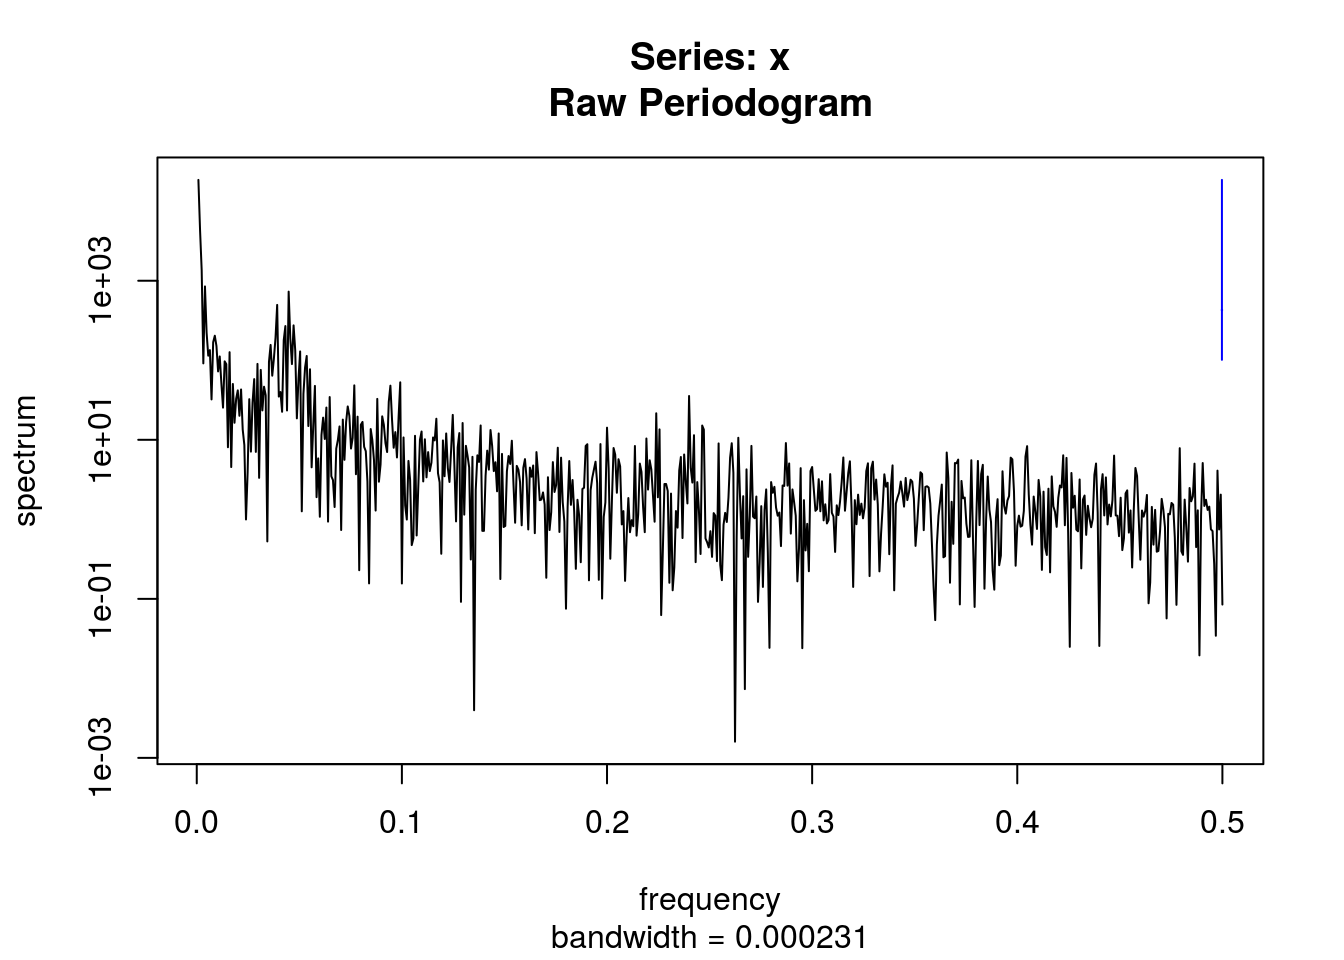 Series: x
Raw Periodogram
spectrum
1e+03
1e+01
1e-01
1e-03
0.0 0.1 0.2 0.3 0.4 0.5
frequency
bandwidth = 0.000231